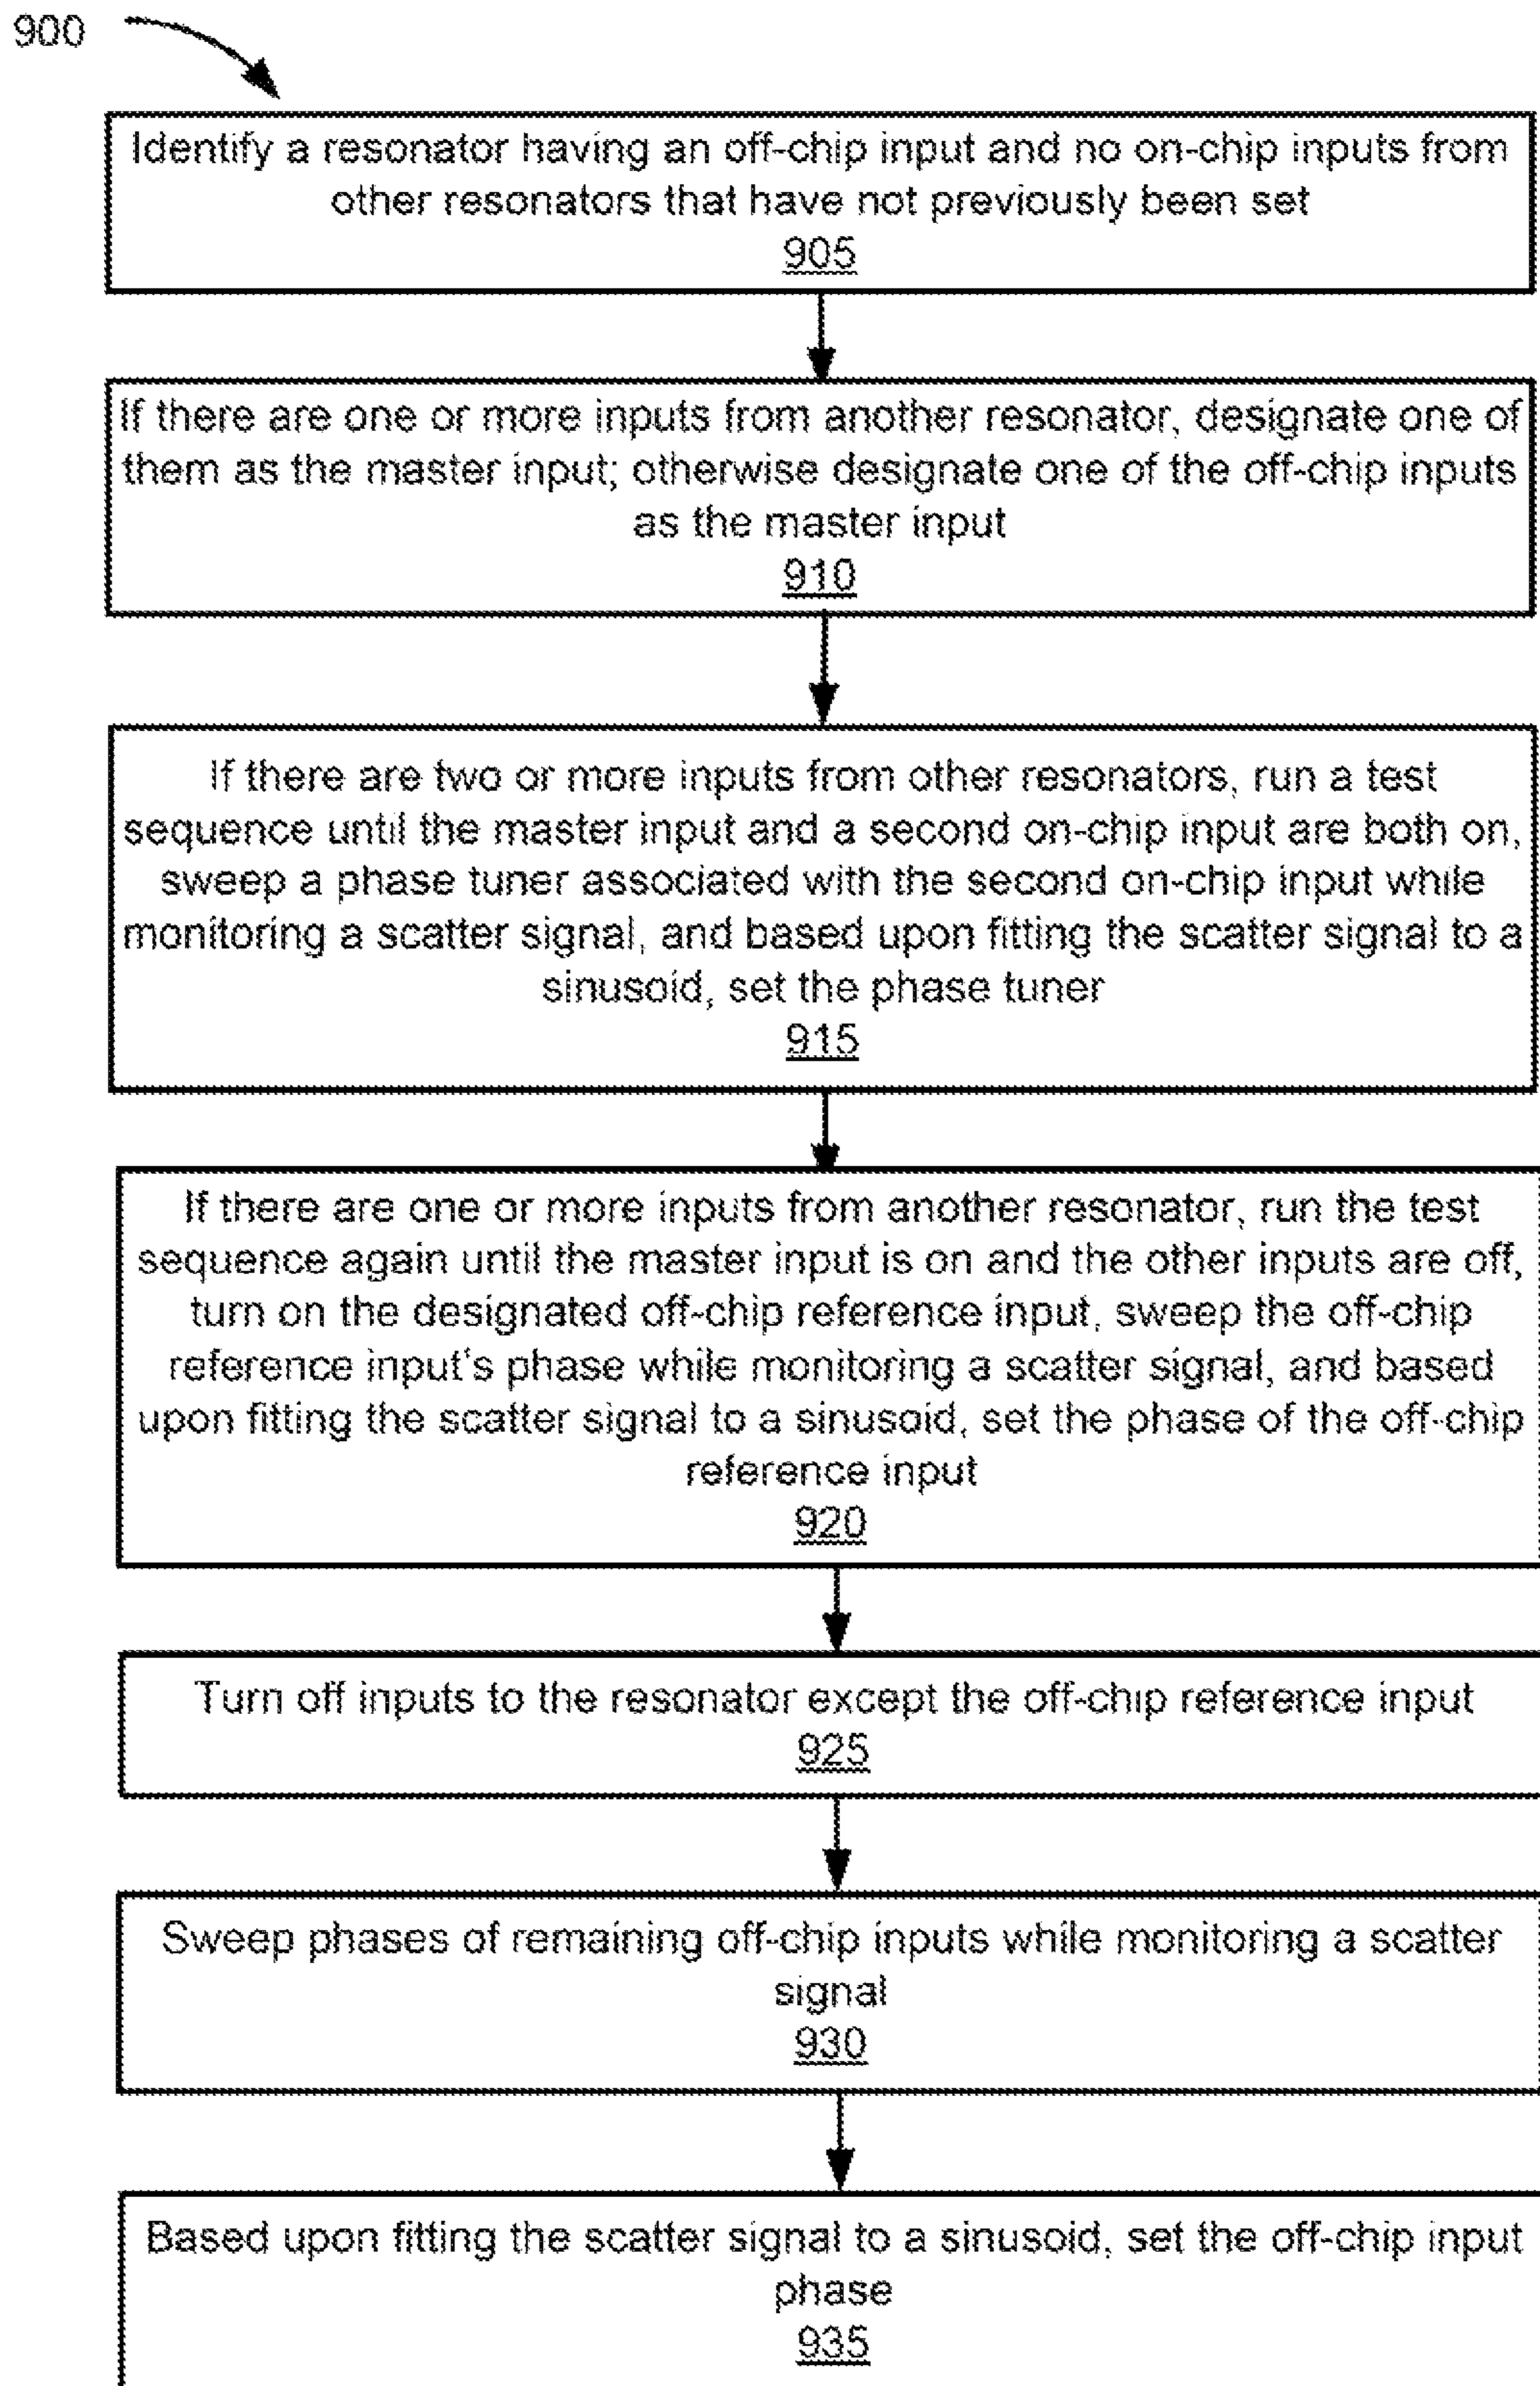 900
Identify a resonator having an off-chip input and no on-chip inputs from
other resonators that have not previously been set
905
If there are one or more inputs from another resonator, designate one of
them as the master input; otherwise designate one of the off-chip inputs
as the master input
910
If there are two or more inputs from other resonators, run a test
sequence until the master input and a second on-chip input are both on,
sweep a phase tuner associated with the second on-chip input while
monitoring a scatter signal, and based upon fitting the scatter signal to a
sinusoid, set the phase tuner
915
If there are one or more inputs from another resonator, run the test
sequence again until the master input is on and the other inputs are off,
turn on the designated off-chip reference input, sweep the off-chip
reference input's phase while monitoring a scatter signal, and based
upon fitting the scatter signal to a sinusoid, set the phase of the off-chip
reference input
920
Turn off inputs to the resonator except the off-chip reference input
925
Sweep phases of remaining off-chip inputs while monitoring a scatter
signal
930
Based upon fitting the scatter signal to a sinusoid, set the off-chip input
phase
935